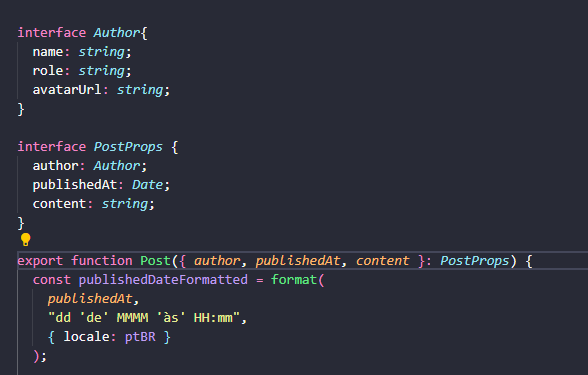 interface Author{
name: string;
role: string;
avatarUrl: string;
}
interface PostProps {
author: Author;
publishedAt: Date;
content: string;
}
export function Post({ author, publishedAt, content }: PostProps) {
const publishedDateFormatted = format(
publishedAt,
"dd 'de' MMMM 'às' HH:mm",
{ locale: ptBR }
);